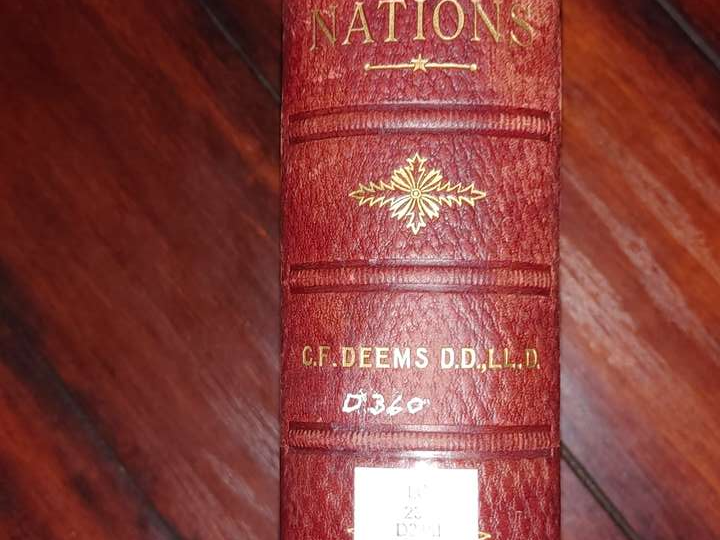 NATIONS
C.F. DEEMS D.D., LL.D.
D360